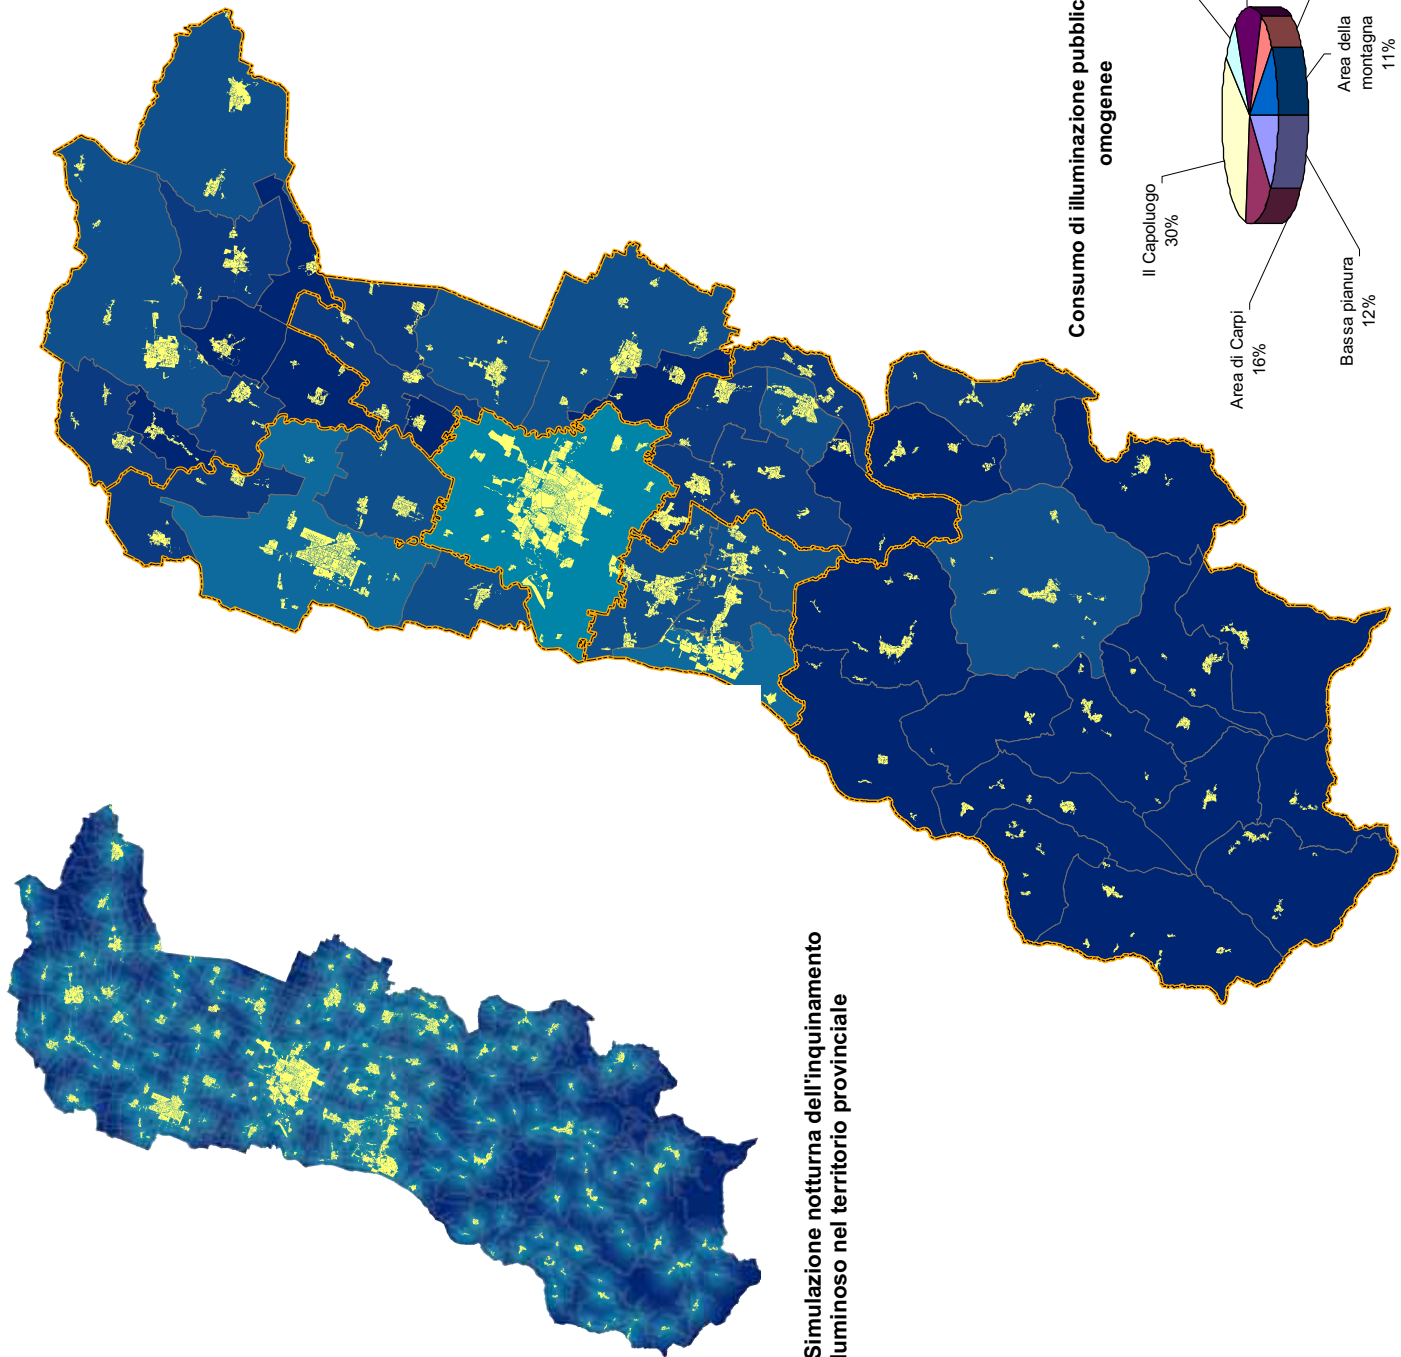 Simulazione notturna dell'inquinamento
luminoso nel territorio provinciale
Consumo di illuminazione pubblic
omogenee
Il Capoluogo
30%
Area di Carpi
16%
Bassa pianura
12%
Area della
montagna
11%